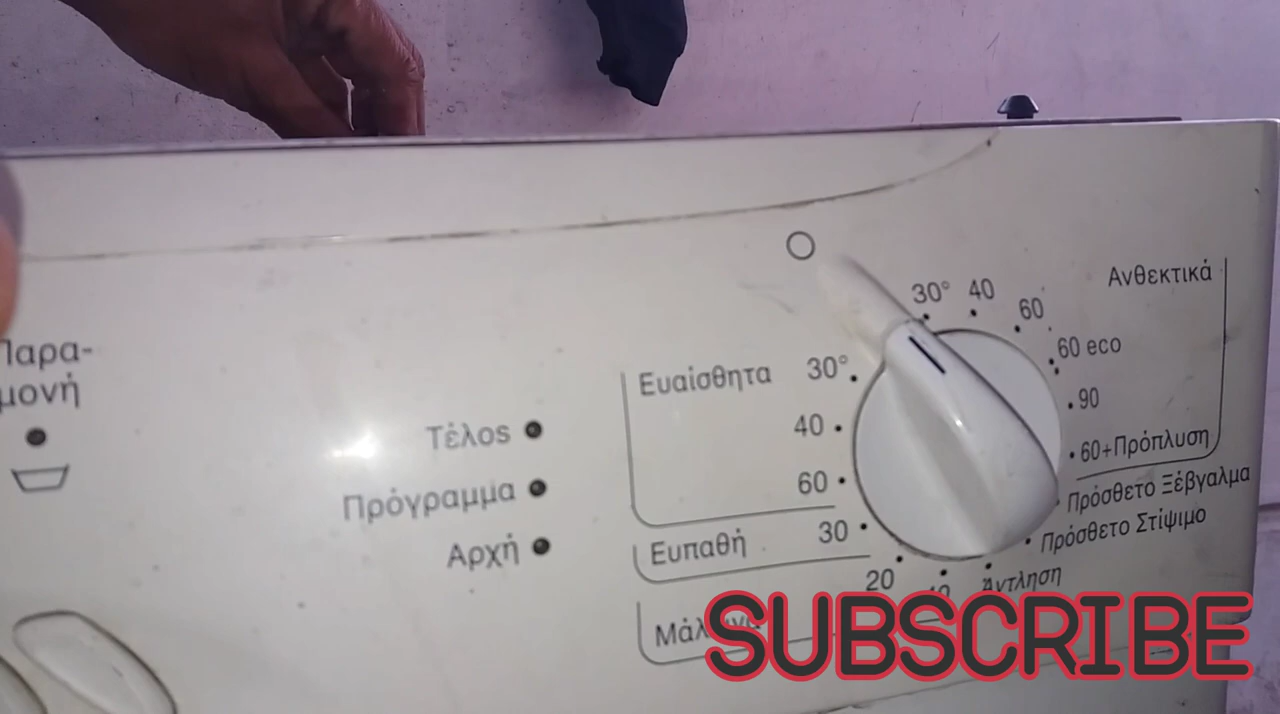 μονή
Τέλος
Πρόγραμμα
Αρχή
Ευαίσθητα
30°
40
60
Ευπαθή
30
20
Ανθεκτικά
30°
40
60
60 eco
90
60+Πρόπλυση
Πρόσθετο Ξέβγαλμα
Πρόσθετο Στίψιμο
Άντληση
SUBSCRIBE